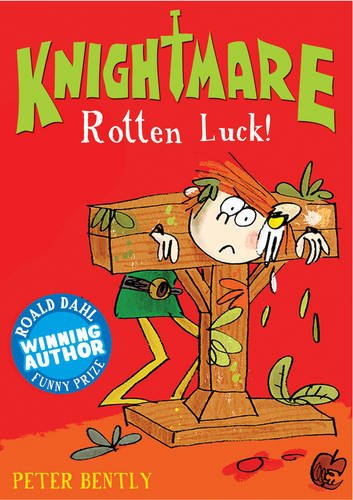 KNIGHTMARE
Rotten Luck!
ROALD DAHL
WINNING
AUTHOR
FUNNY PRIZE
PETER BENTLY